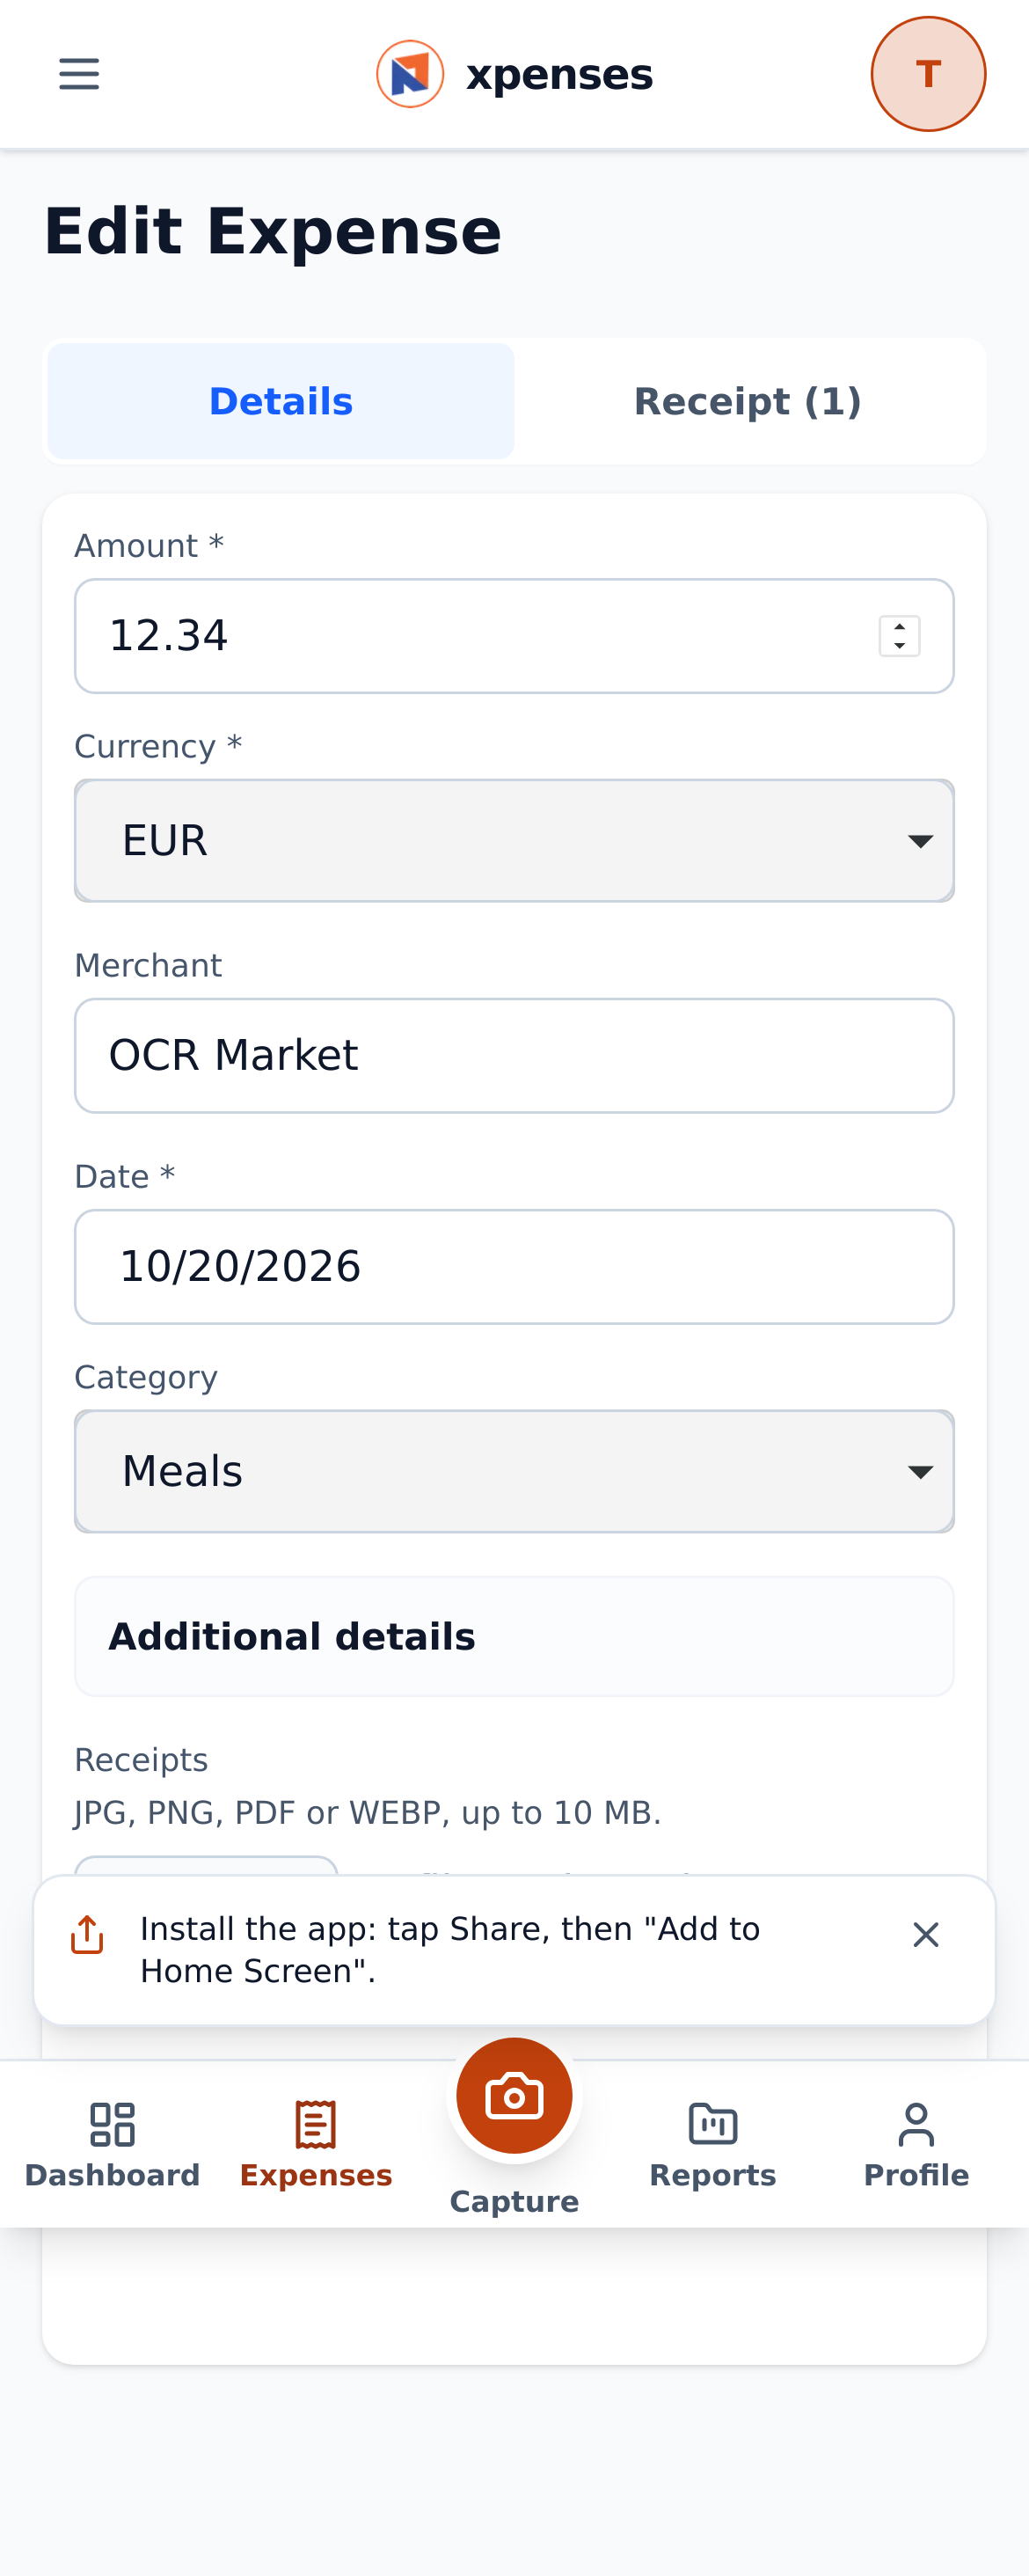 xpenses
T
Edit Expense
Details
Receipt (1)
Amount *
12.34
Currency *
EUR
Merchant
OCR Market
Date *
10/20/2026
Category
Meals
Additional details
Receipts
JPG, PNG, PDF or WEBP, up to 10 MB.
Install the app: tap Share, then "Add to
Home Screen".
Dashboard
Expenses
Capture
Reports
Profile